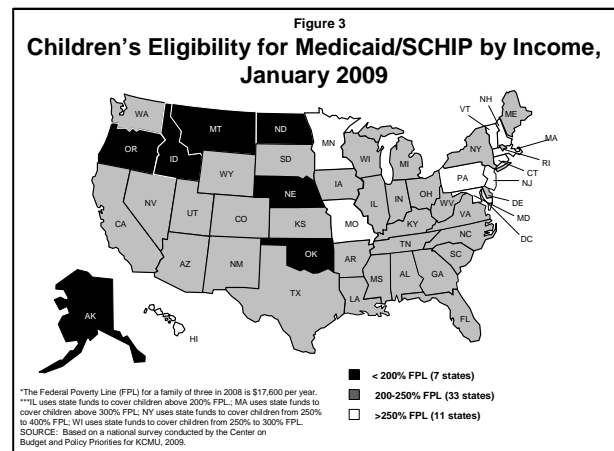 Figure 3
Children's Eligibility for Medicaid/SCHIP by Income,
January 2009
WA
OR
MT
ID
ND
MN
SD
WY
NE
IA
WI
MI
NY
VT
NH
ME
MA
RI
CT
NJ
PA
DE
MD
DC
NV
CA
UT
CO
KS
MO
IL
IN
OH
WV
VA
KY
NC
TN
SC
AZ
NM
OK
AR
MS
AL
GA
TX
LA
FL
AK
HI
< 200% FPL (7 states)
200-250% FPL (33 states)
>250% FPL (11 states)
*The Federal Poverty Line (FPL) for a family of three in 2008 is $17,600 per year.
***IL uses state funds to cover children above 200% FPL.; MA uses state funds to
cover children above 300% FPL; NY uses state funds to cover children from 250%
to 400% FPL; WI uses state funds to cover children from 250% to 300% FPL.
SOURCE: Based on a national survey conducted by the Center on
Budget and Policy Priorities for KCMU, 2009.